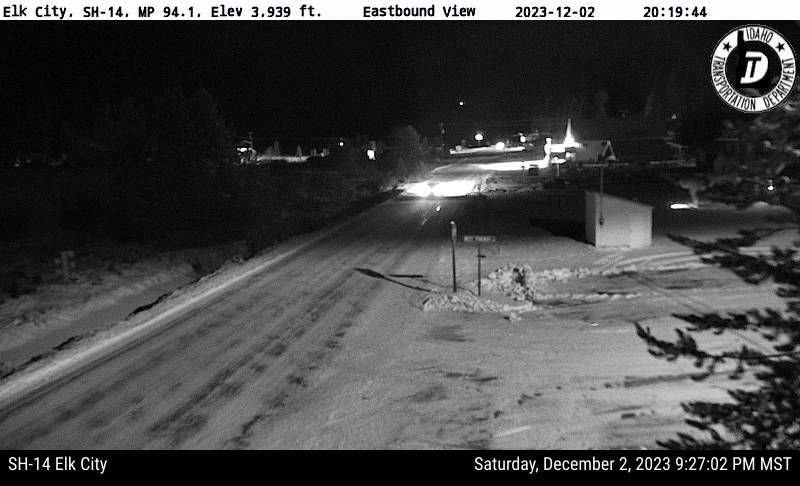 Elk City, SH-14, MP 94.1, Elev 3,939 ft. Eastbound View 2023-12-02 20:19:44
IDAHO
TRANSPORTATION DEPARTMENT
SH-14 Elk City Saturday, December 2, 2023 9:27:02 PM MST